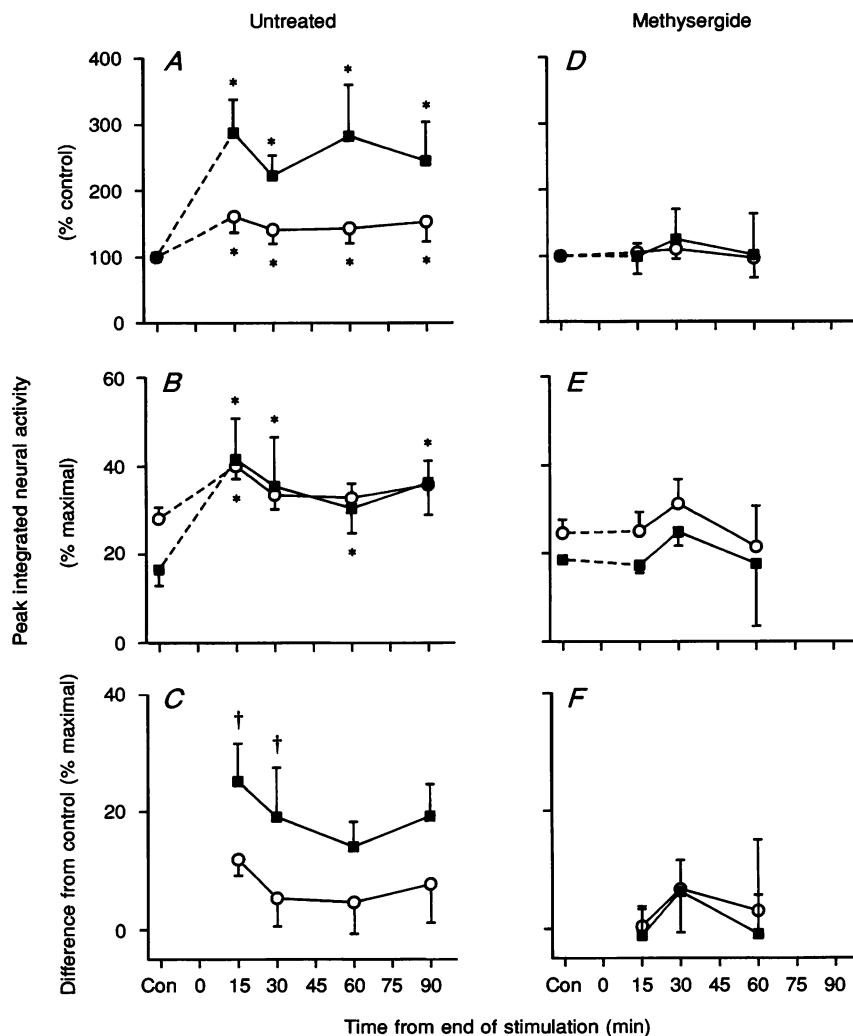 Untreated
Methysergide
A
*
*
*
*
*
*
*
*
400
300
200
100
0
(% control)
D
Peak integrated neural activity
B
*
*
*
*
*
60
40
20
0
(% maximal)
E
C
†
†
40
20
0
Difference from control (% maximal)
F
Con 0 15 30 45 60 75 90
Con 0 15 30 45 60 75 90
Time from end of stimulation (min)